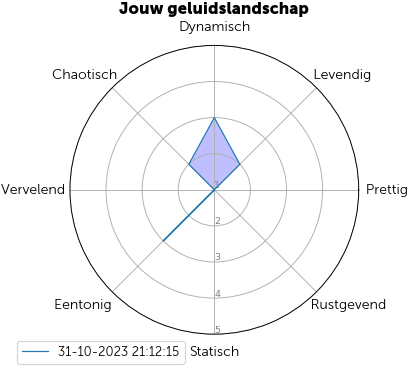 Jouw geluidslandschap
Dynamisch
Chaotisch
Levendig
Vervelend
1
Prettig
2
3
4
Eentonig
Rustgevend
5
31-10-2023 21:12:15
Statisch